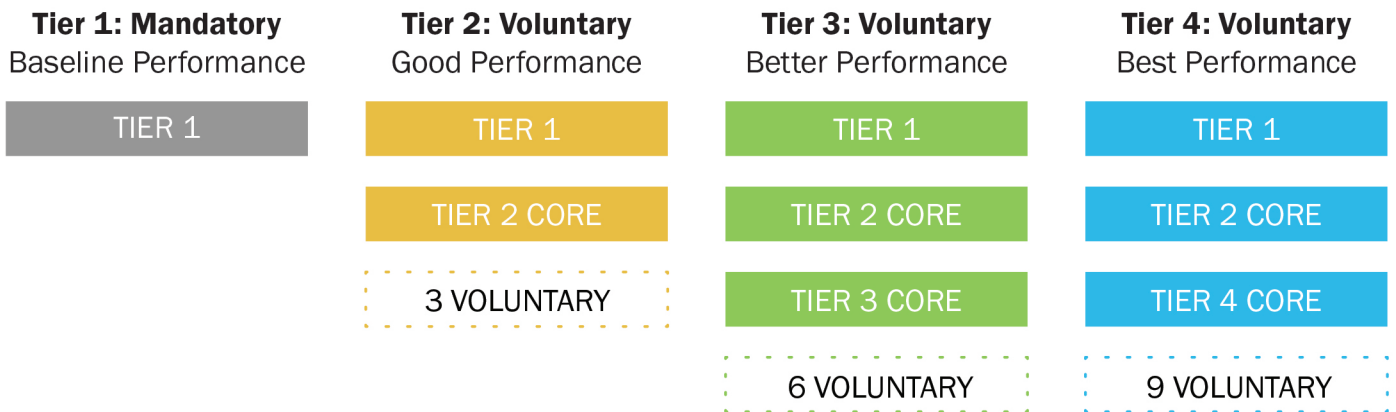 Tier 1: Mandatory
Baseline Performance
TIER 1
Tier 2: Voluntary
Good Performance
TIER 1
TIER 2 CORE
3 VOLUNTARY
Tier 3: Voluntary
Better Performance
TIER 1
TIER 2 CORE
TIER 3 CORE
6 VOLUNTARY
Tier 4: Voluntary
Best Performance
TIER 1
TIER 2 CORE
TIER 4 CORE
9 VOLUNTARY